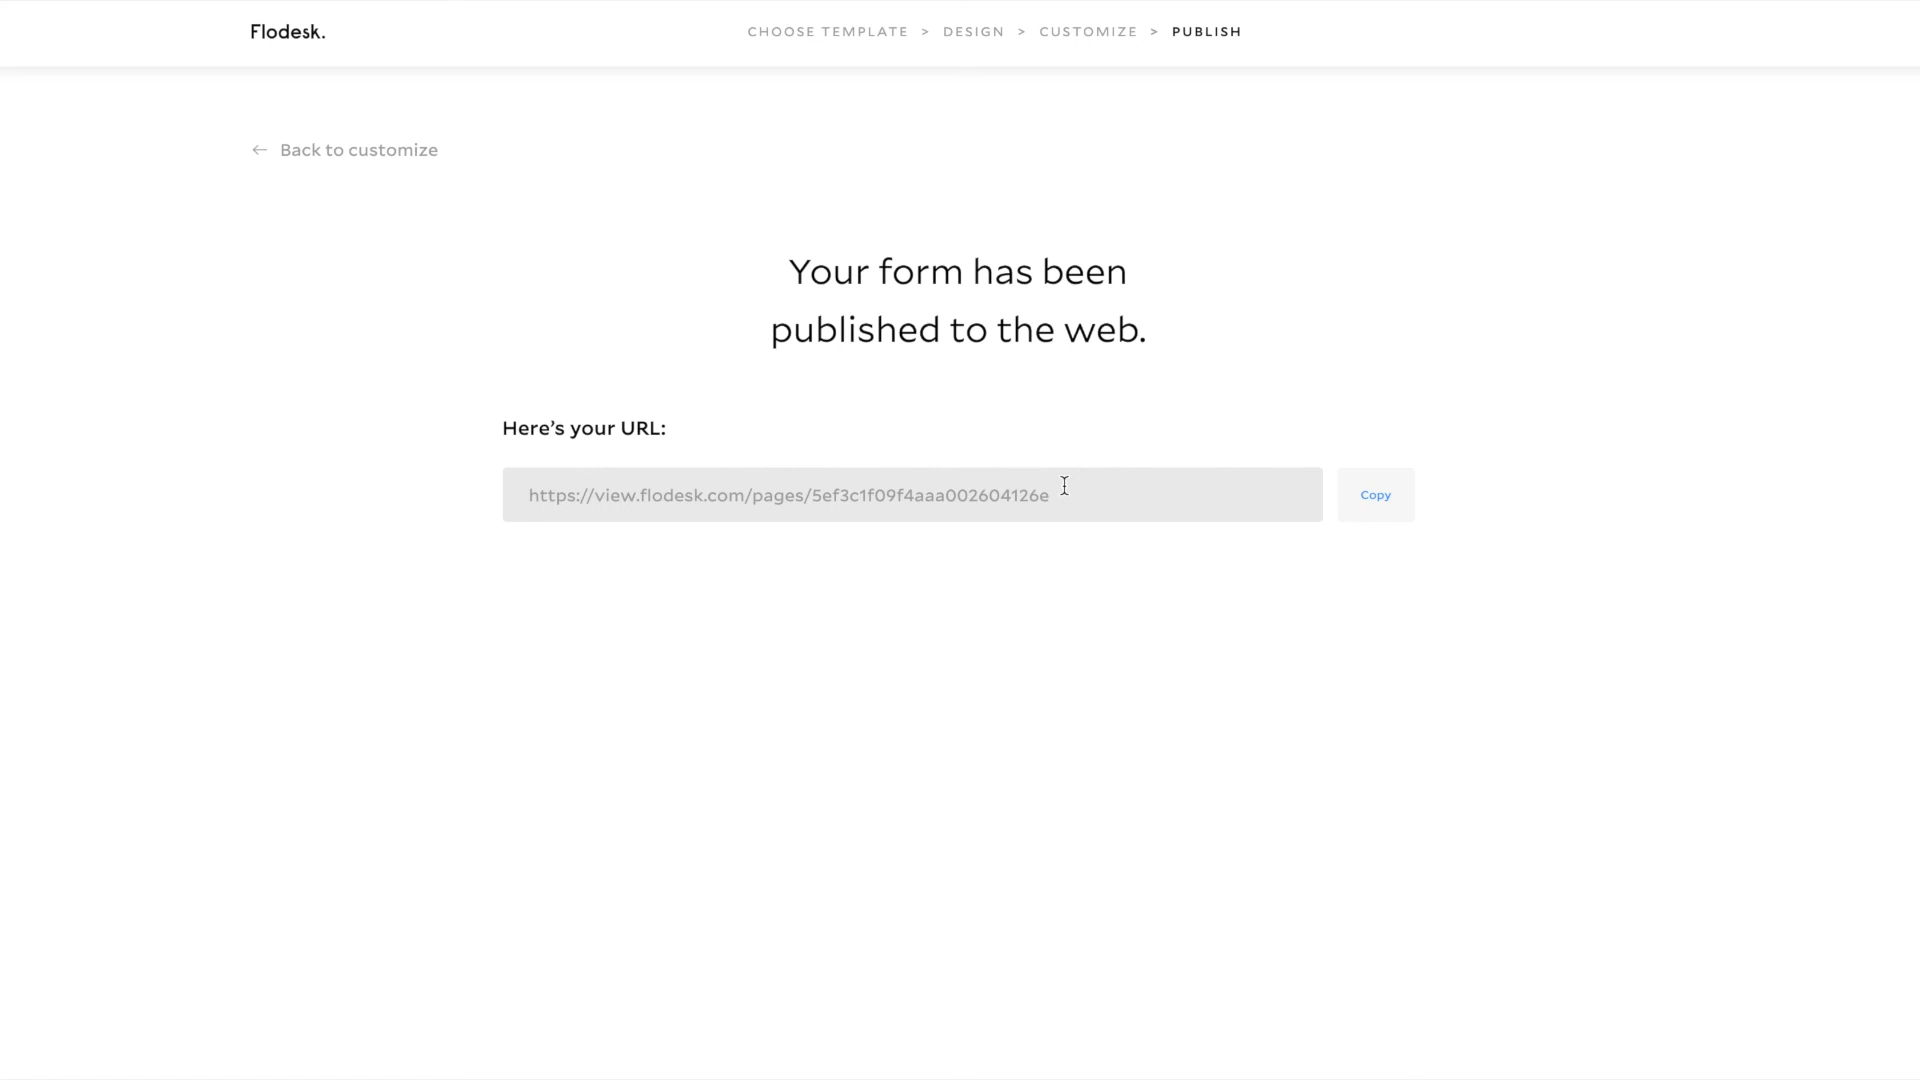 Flodesk.
CHOOSE TEMPLATE > DESIGN > CUSTOMIZE > PUBLISH
← Back to customize
Your form has been
published to the web.
Here’s your URL:
https://view.flodesk.com/pages/5ef3c1f09f4aaa002604126e
Copy